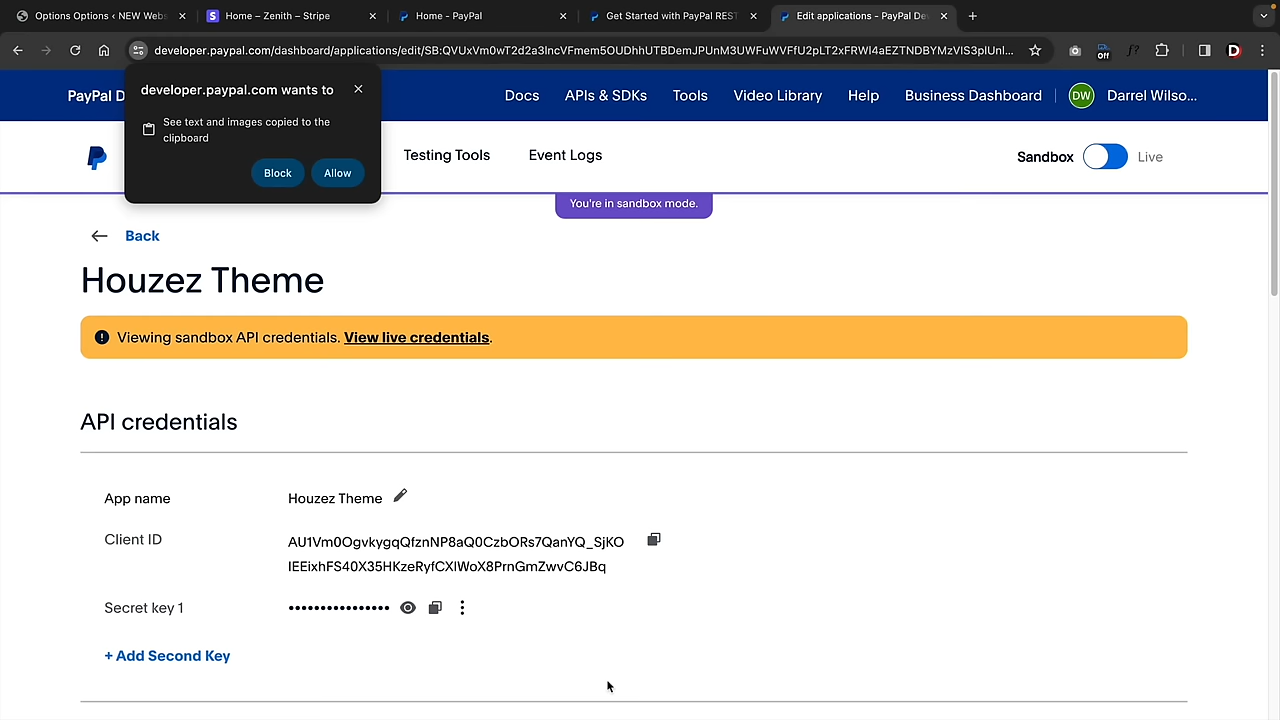 Options Options ‹ NEW Webs
Home – Zenith – Stripe
Home - PayPal
Get Started with PayPal REST
Edit applications - PayPal De
developer.paypal.com/dashboard/applications/edit/SB:QVUxVm0wT2d2a3lncVFmem5OUDhhUTBDemJPUnM3UWFuWVFfU2pLT2xFRWl4aEZTNDBYMzVIS3plUnl...
Off
f?
D
developer.paypal.com wants to
See text and images copied to the
clipboard
Block
Allow
PayPal D
Docs
APIs & SDKs
Tools
Video Library
Help
Business Dashboard
DW
Darrel Wilso...
Testing Tools
Event Logs
Sandbox
Live
You're in sandbox mode.
Back
Houzez Theme
Viewing sandbox API credentials. View live credentials.
API credentials
App name
Houzez Theme
Client ID
AU1Vm0OgvkygqQfznNP8aQ0CzbORs7QanYQ_SjKO
lEEixhFS40X35HKzeRyfCXlWoX8PrnGmZwvC6JBq
Secret key 1
••••••••••••••••
+ Add Second Key